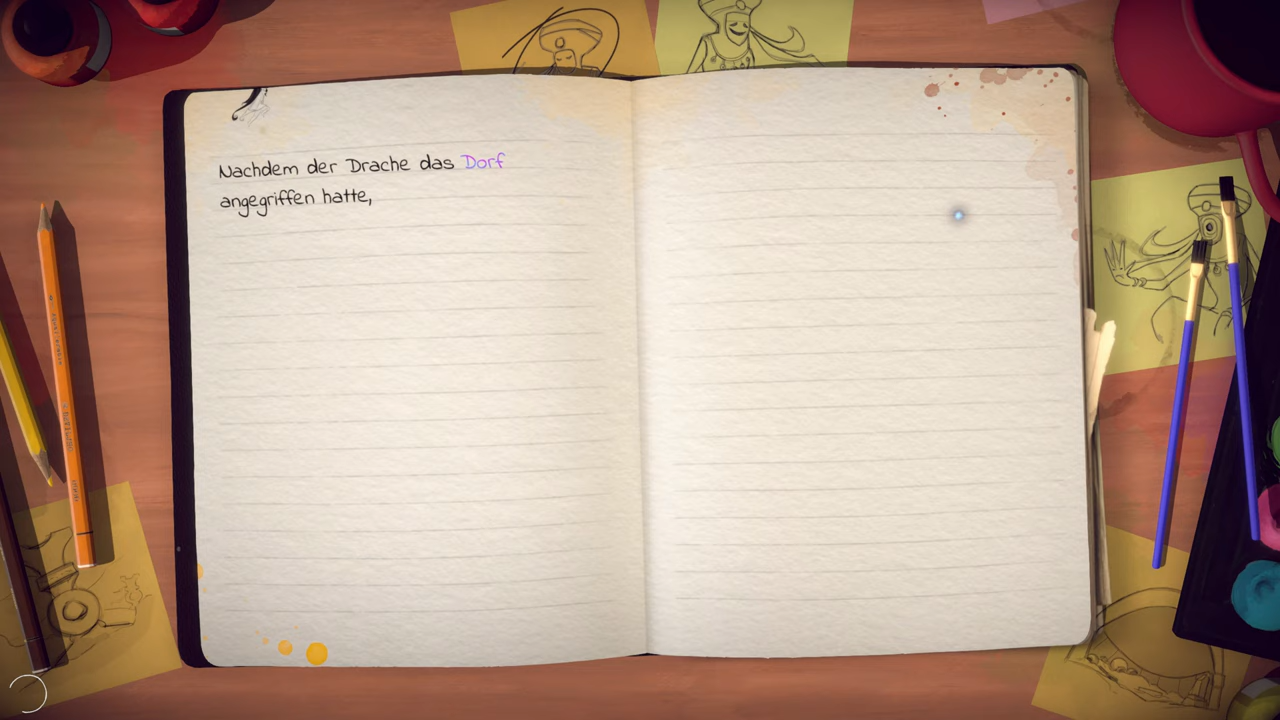 Nachdem der Drache das Dorf
angegriffen hatte,